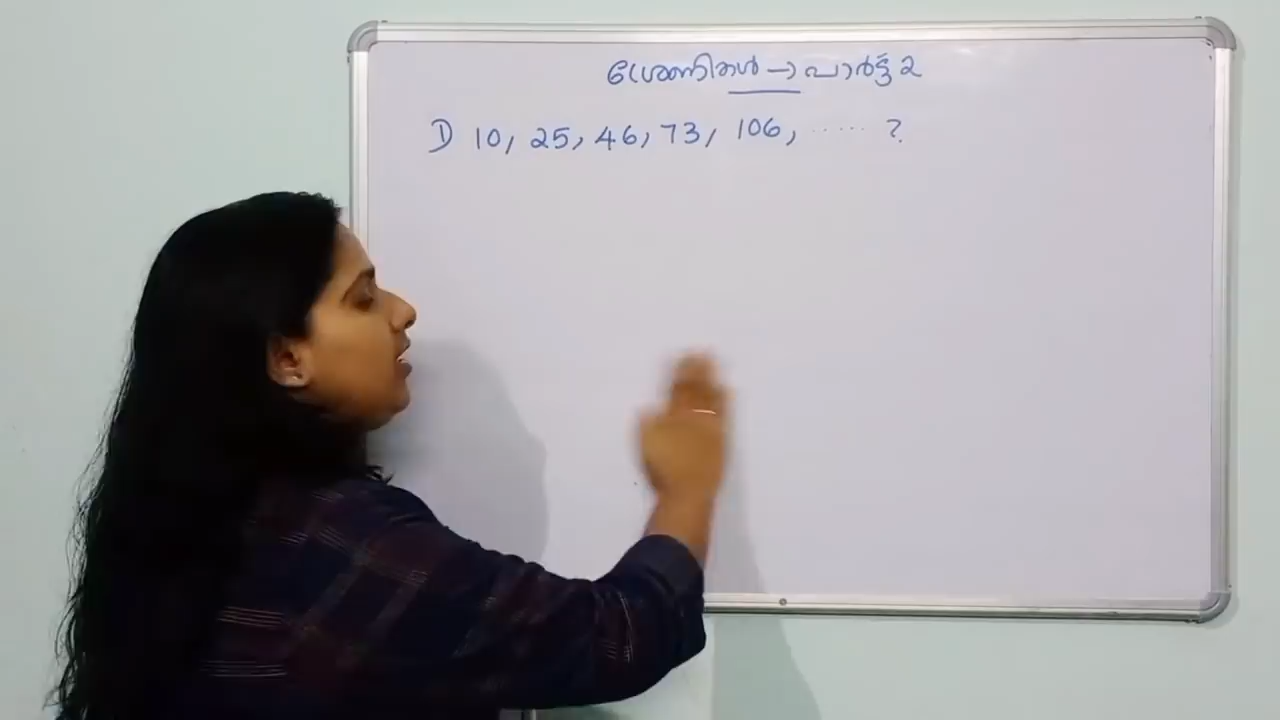 ശ്രേണികൾ → പാർട്ട് 2
1) 10, 25, 46, 73, 106, ...... ?